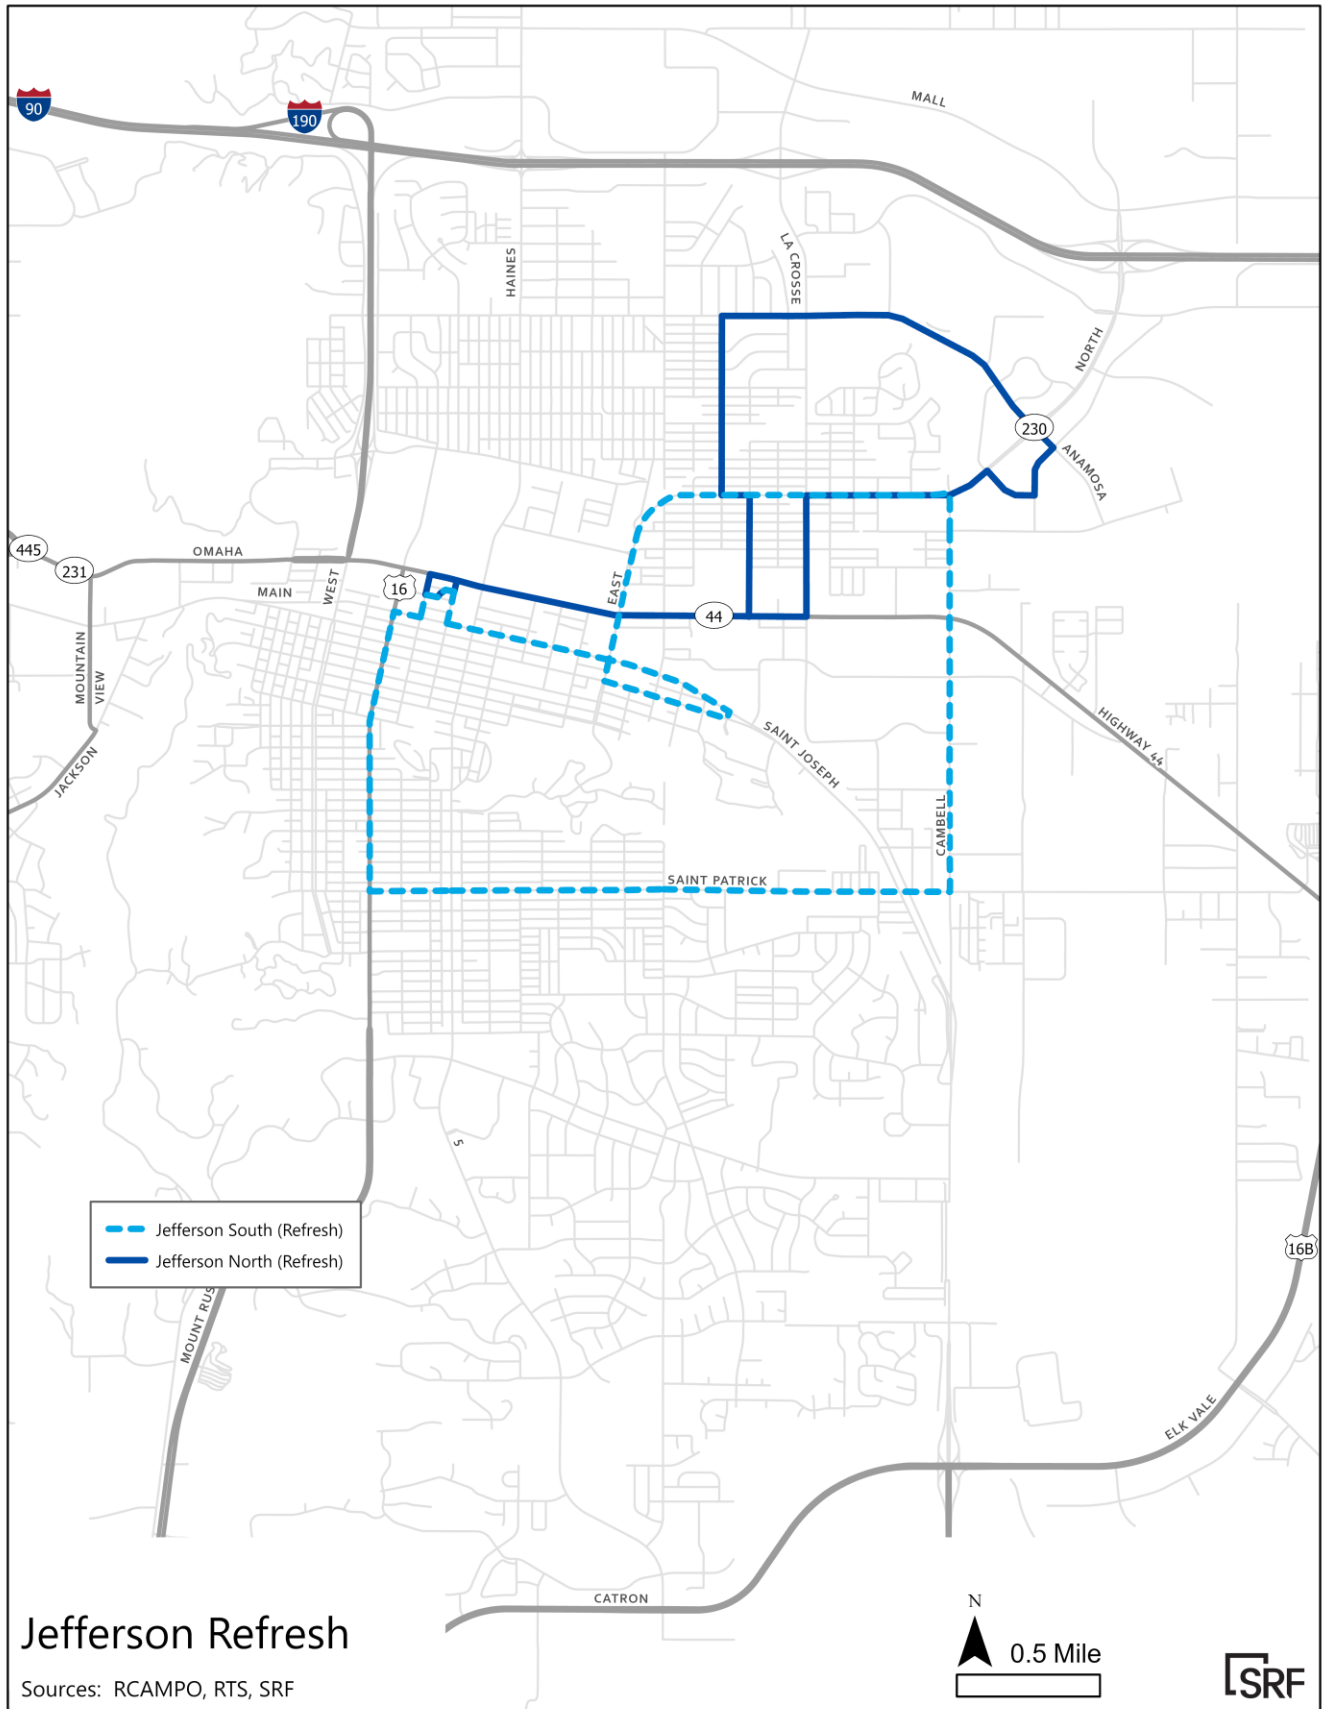 MALL
90
190
LA CROSSE
HAINES
NORTH
230
ANAMOSA
445
OMAHA
231
WEST
16
MAIN
EAST
44
MOUNTAIN
VIEW
JACKSON
SAINT JOSEPH
HIGHWAY 44
CAMBELL
SAINT PATRICK
5
Jefferson South (Refresh)
Jefferson North (Refresh)
16B
MOUNT RUS
ELK VALE
CATRON
N
Jefferson Refresh
0.5 Mile
Sources: RCAMPO, RTS, SRF
SRF